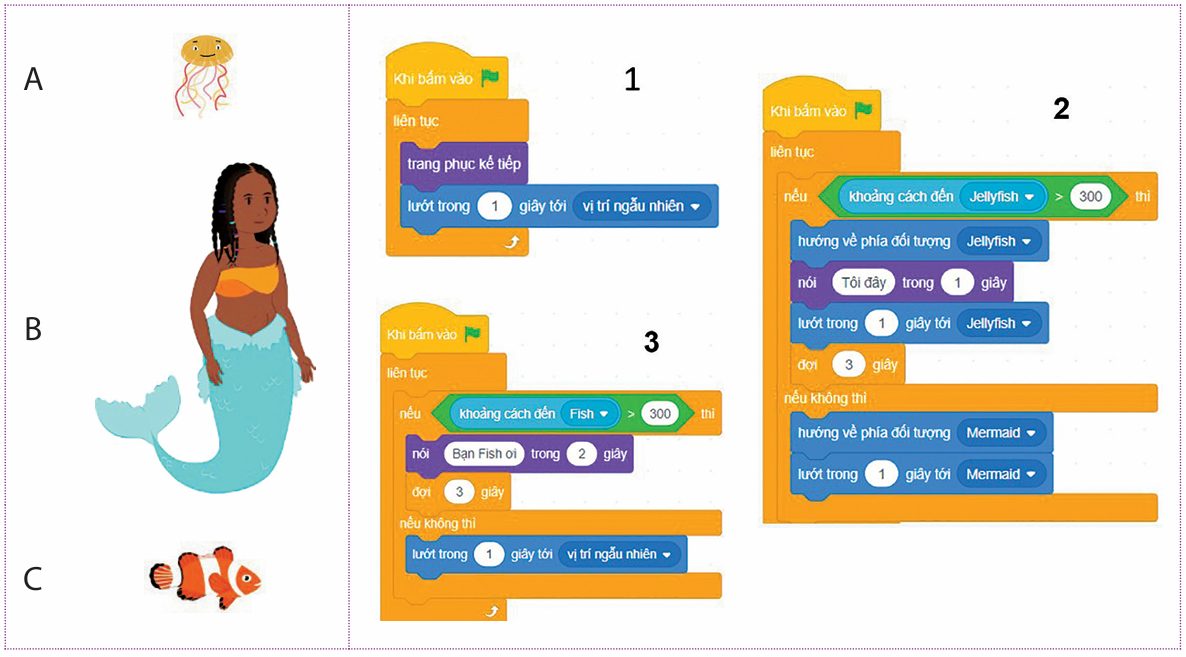 A
B
C
1
Khi bấm vào
liên tục
trang phục kế tiếp
lướt trong 1 giây tới vị trí ngẫu nhiên
2
Khi bấm vào
liên tục
nếu khoảng cách đến Jellyfish > 300 thì
hướng về phía đối tượng Jellyfish
nói Tôi đây trong 1 giây
lướt trong 1 giây tới Jellyfish
đợi 3 giây
nếu không thì
hướng về phía đối tượng Mermaid
lướt trong 1 giây tới Mermaid
3
Khi bấm vào
liên tục
nếu khoảng cách đến Fish > 300 thì
nói Bạn Fish ơi trong 2 giây
đợi 3 giây
nếu không thì
lướt trong 1 giây tới vị trí ngẫu nhiên